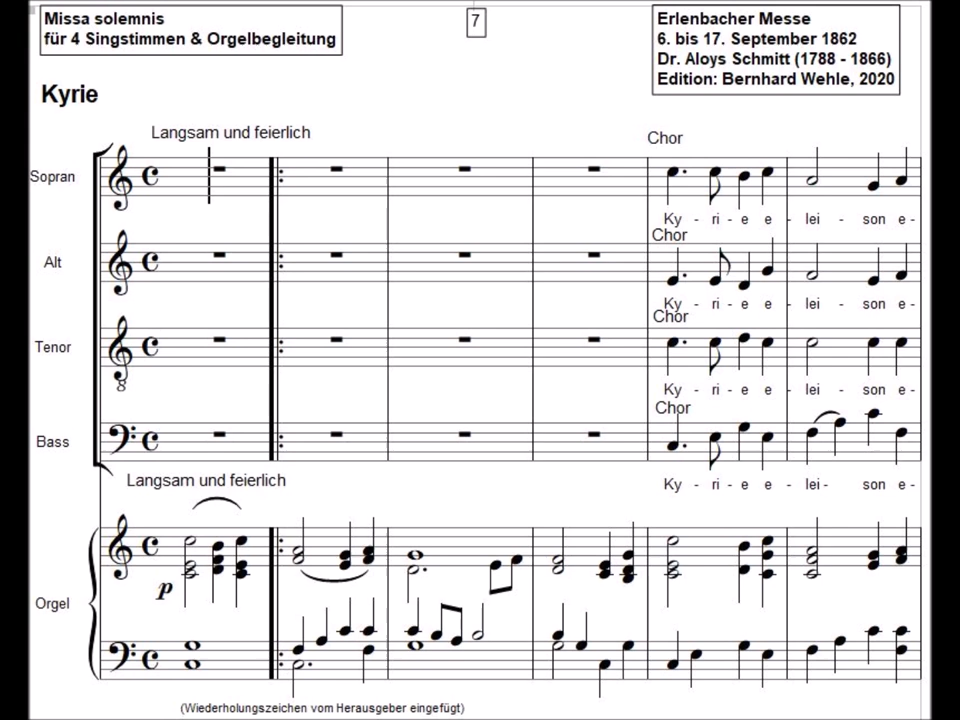 Missa solemnis
für 4 Singstimmen & Orgelbegleitung
7
Erlenbacher Messe
6. bis 17. September 1862
Dr. Aloys Schmitt (1788 - 1866)
Edition: Bernhard Wehle, 2020
Kyrie
Langsam und feierlich
Chor
Sopran
Ky - ri - e e - lei - son e -
Chor
Alt
Ky - ri - e e - lei - son e -
Chor
Tenor
Ky - ri - e e - lei - son e -
Chor
Bass
Ky - ri - e e - lei - son e -
Langsam und feierlich
p
Orgel
(Wiederholungszeichen vom Herausgeber eingefügt)